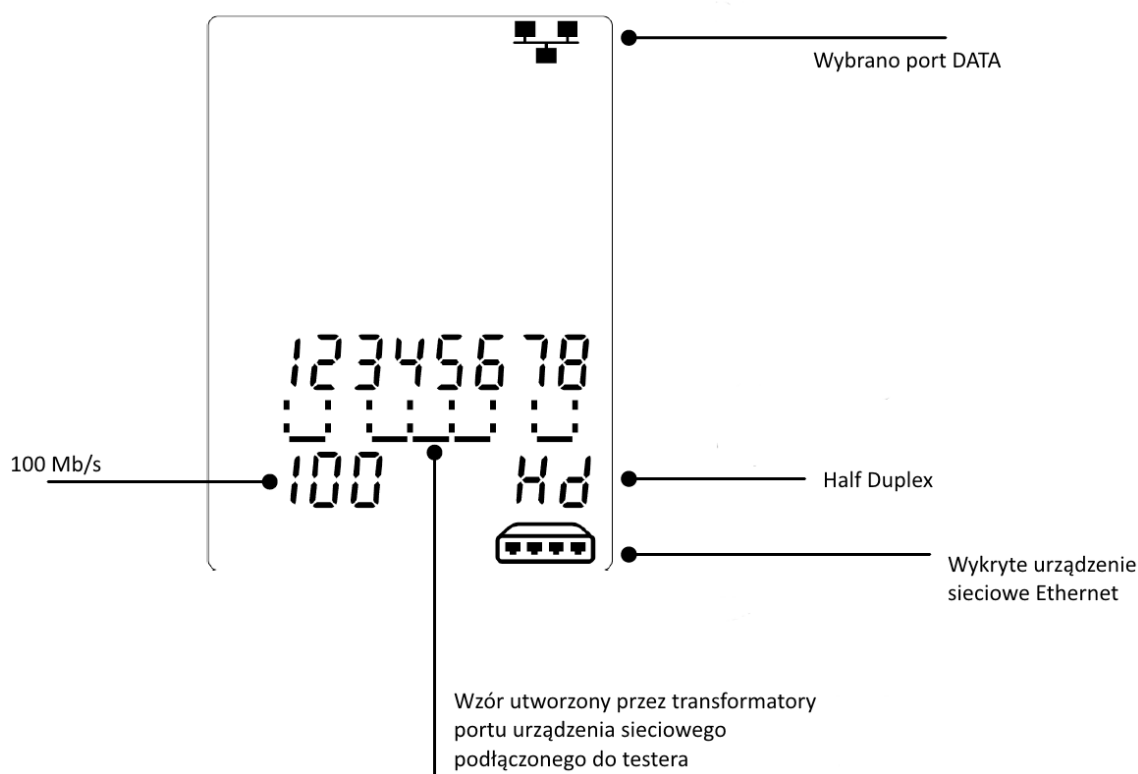 Wybrano port DATA
12345678
100 Mb/s
100
Hd
Half Duplex
Wykryte urządzenie
sieciowe Ethernet
Wzór utworzony przez transformatory
portu urządzenia sieciowego
podłączonego do testera